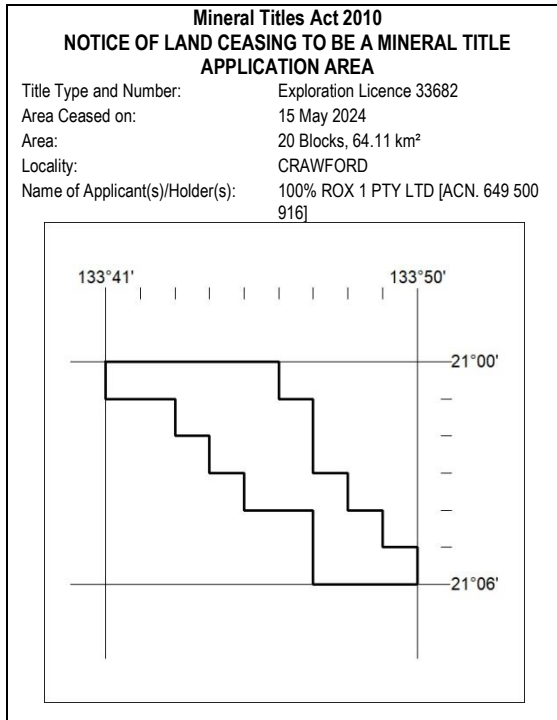 Mineral Titles Act 2010
NOTICE OF LAND CEASING TO BE A MINERAL TITLE
APPLICATION AREA
Title Type and Number: Exploration Licence 33682
Area Ceased on: 15 May 2024
Area: 20 Blocks, 64.11 km²
Locality: CRAWFORD
Name of Applicant(s)/Holder(s): 100% ROX 1 PTY LTD [ACN. 649 500
916]
133°41' 133°50'
21°00'
21°06'